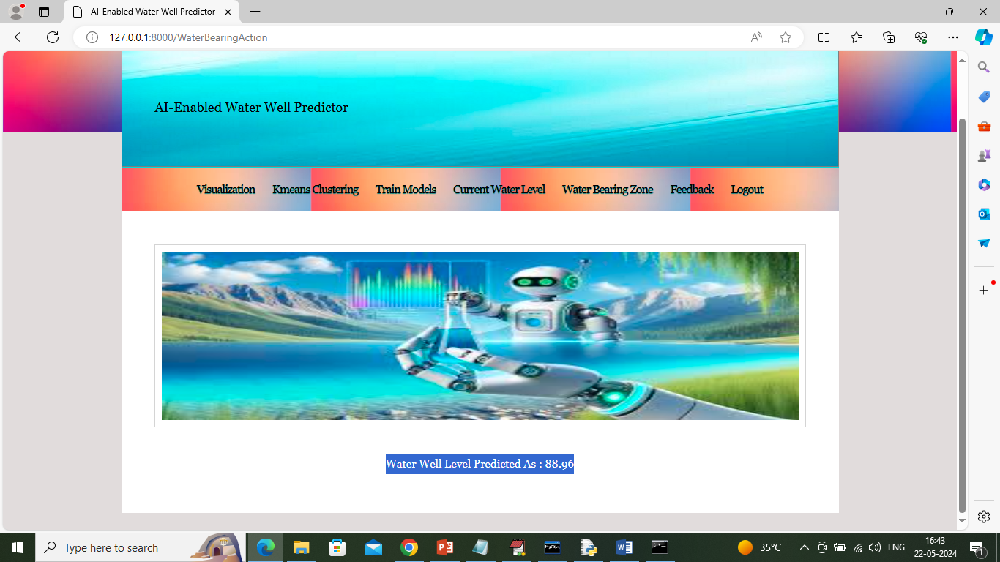 AI-Enabled Water Well Predictor
127.0.0.1:8000/WaterBearingAction
AI-Enabled Water Well Predictor
Visualization Kmeans Clustering Train Models Current Water Level Water Bearing Zone Feedback Logout
Water Well Level Predicted As : 88.96
Type here to search
35°C
ENG
16:43
22-05-2024
1